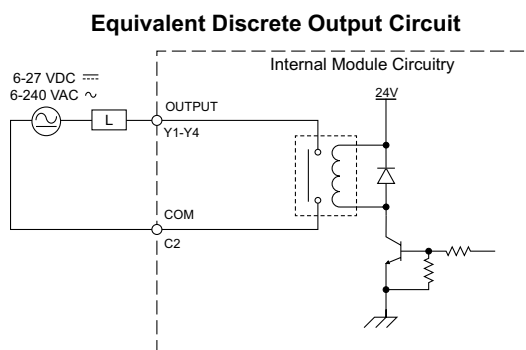 Equivalent Discrete Output Circuit
Internal Module Circuitry
6-27 VDC ⎓
6-240 VAC ∿
24V
OUTPUT
L
Y1-Y4
COM
C2